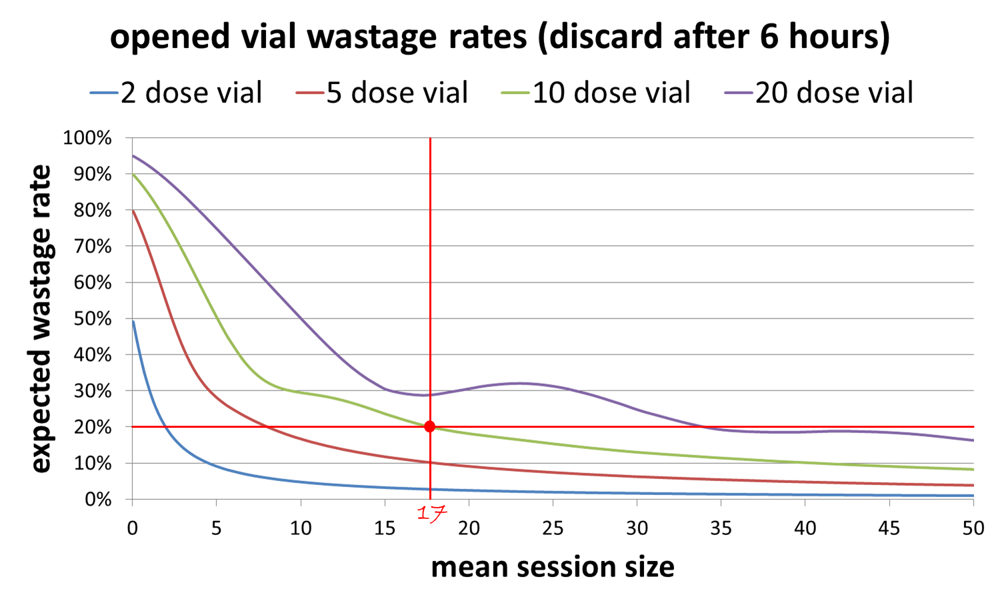 opened vial wastage rates (discard after 6 hours)
2 dose vial 5 dose vial 10 dose vial 20 dose vial
expected wastage rate
100%
90%
80%
70%
60%
50%
40%
30%
20%
10%
0%
17
0 5 10 15 20 25 30 35 40 45 50
mean session size